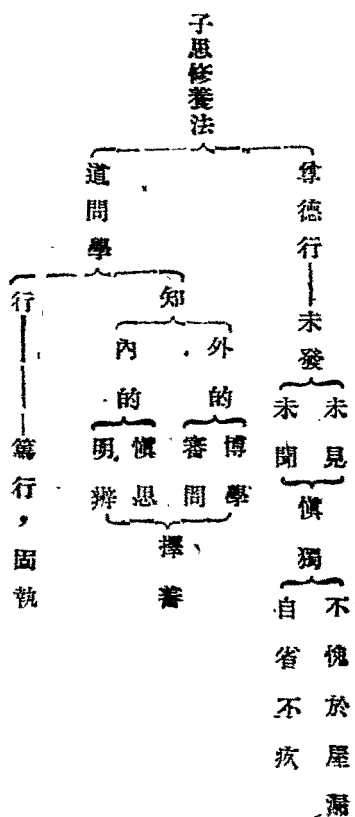 子思修養法
尊德行
未發
未見
未聞
慎獨
不愧於屋漏
自省不疚
道問學
知
外的
博學
審問
內的
慎思
明辨
擇善
行
篤行，固執